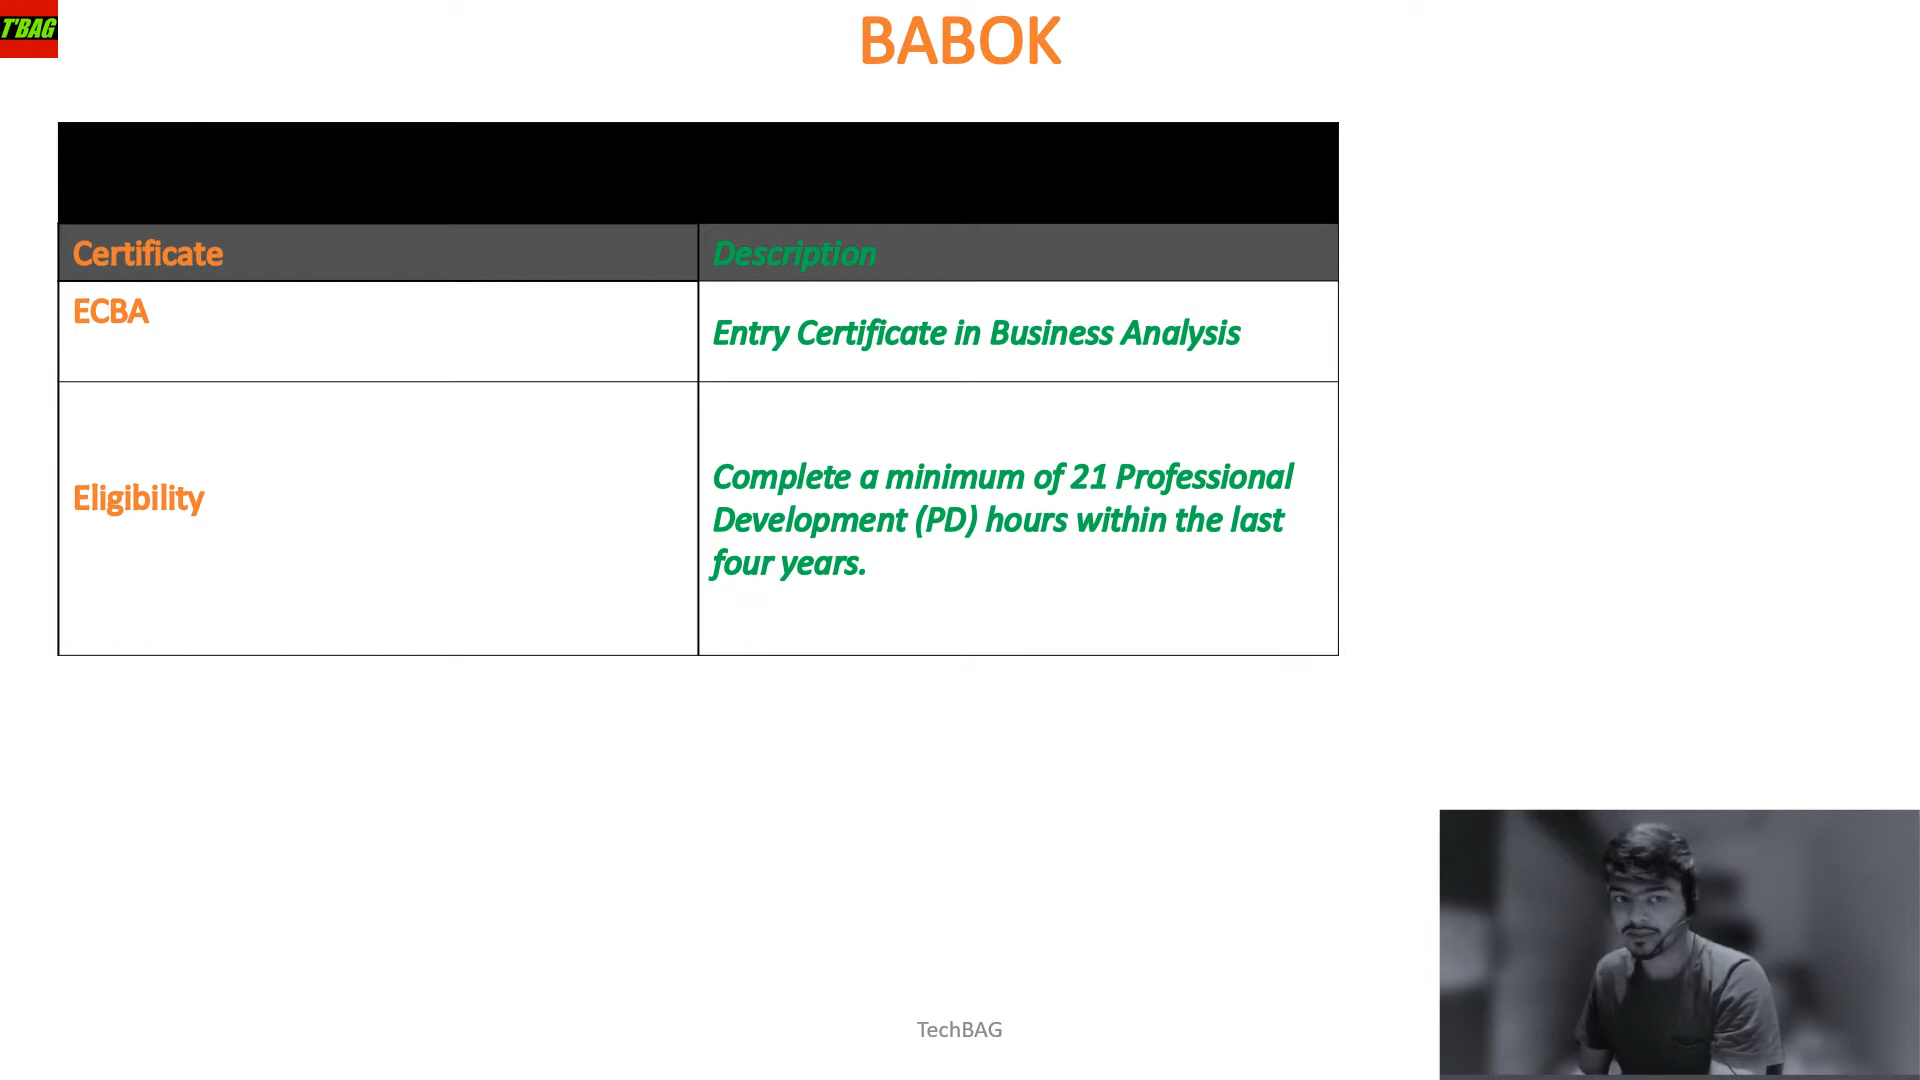 T'BAG
BABOK
Certificate
Description
ECBA
Entry Certificate in Business Analysis
Eligibility
Complete a minimum of 21 Professional
Development (PD) hours within the last
four years.
TechBAG